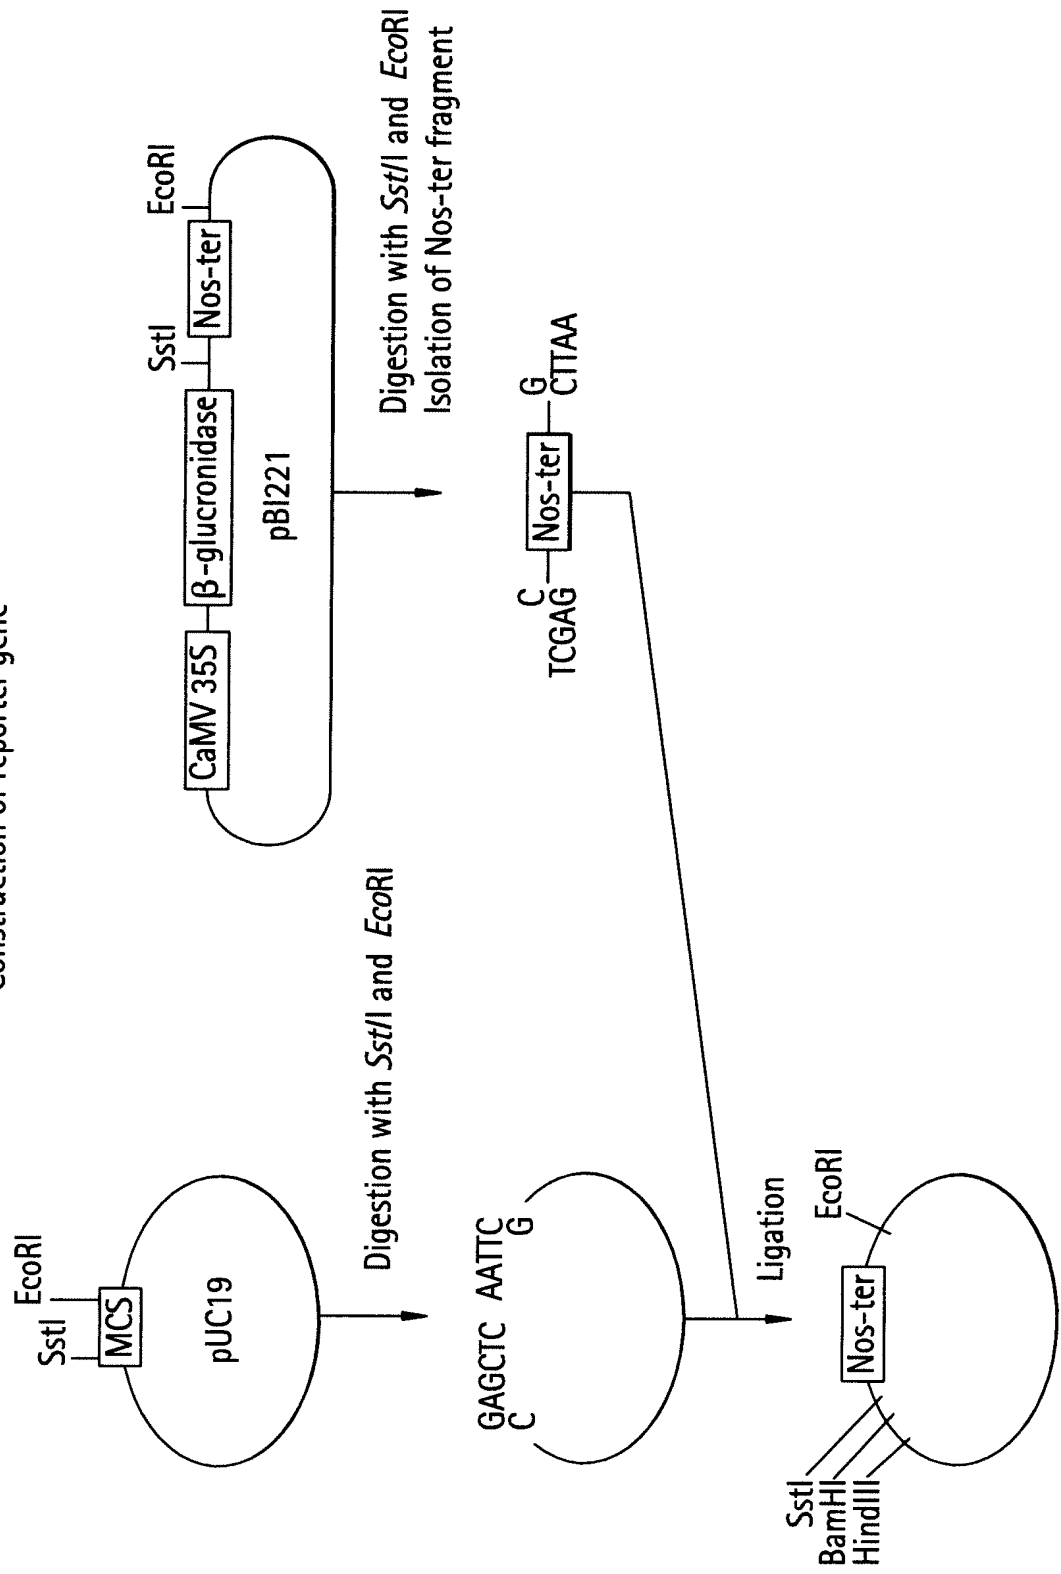 Construction of reporter gene
SstI
EcoRI
MCS
pUC19
CaMV 35S
β-glucronidase
SstI
Nos-ter
EcoRI
pBI221
Digestion with SstI and EcoRI
Digestion with SstI and EcoRI
Isolation of Nos-ter fragment
GAGCTC AATTC
C G
C Nos-ter G
TCGAG CTTAA
Ligation
SstI
BamHI
HindIII
Nos-ter
EcoRI